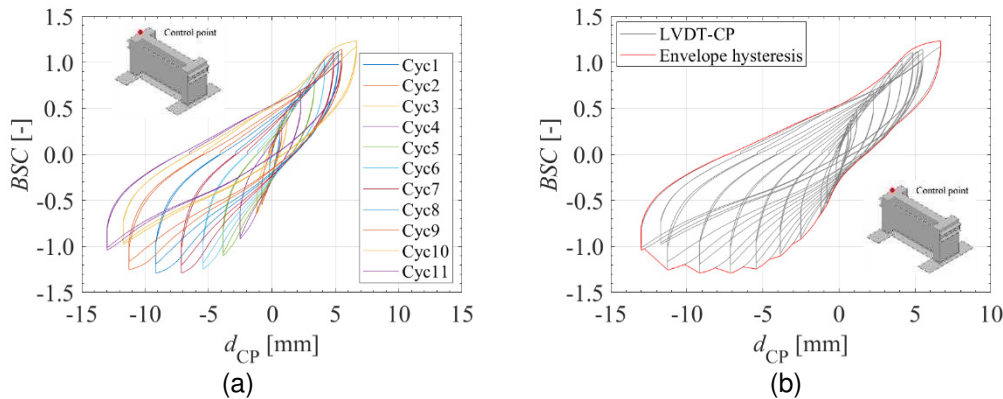 1.5
1.0
0.5
0.0
-0.5
-1.0
-1.5
BSC [-]
Control point
Cyc1
Cyc2
Cyc3
Cyc4
Cyc5
Cyc6
Cyc7
Cyc8
Cyc9
Cyc10
Cyc11
-15 -10 -5 0 5 10 15
d_CP [mm]
(a)
1.5
1.0
0.5
0.0
-0.5
-1.0
-1.5
BSC [-]
LVDT-CP
Envelope hysteresis
Control point
-15 -10 -5 0 5 10
d_CP [mm]
(b)